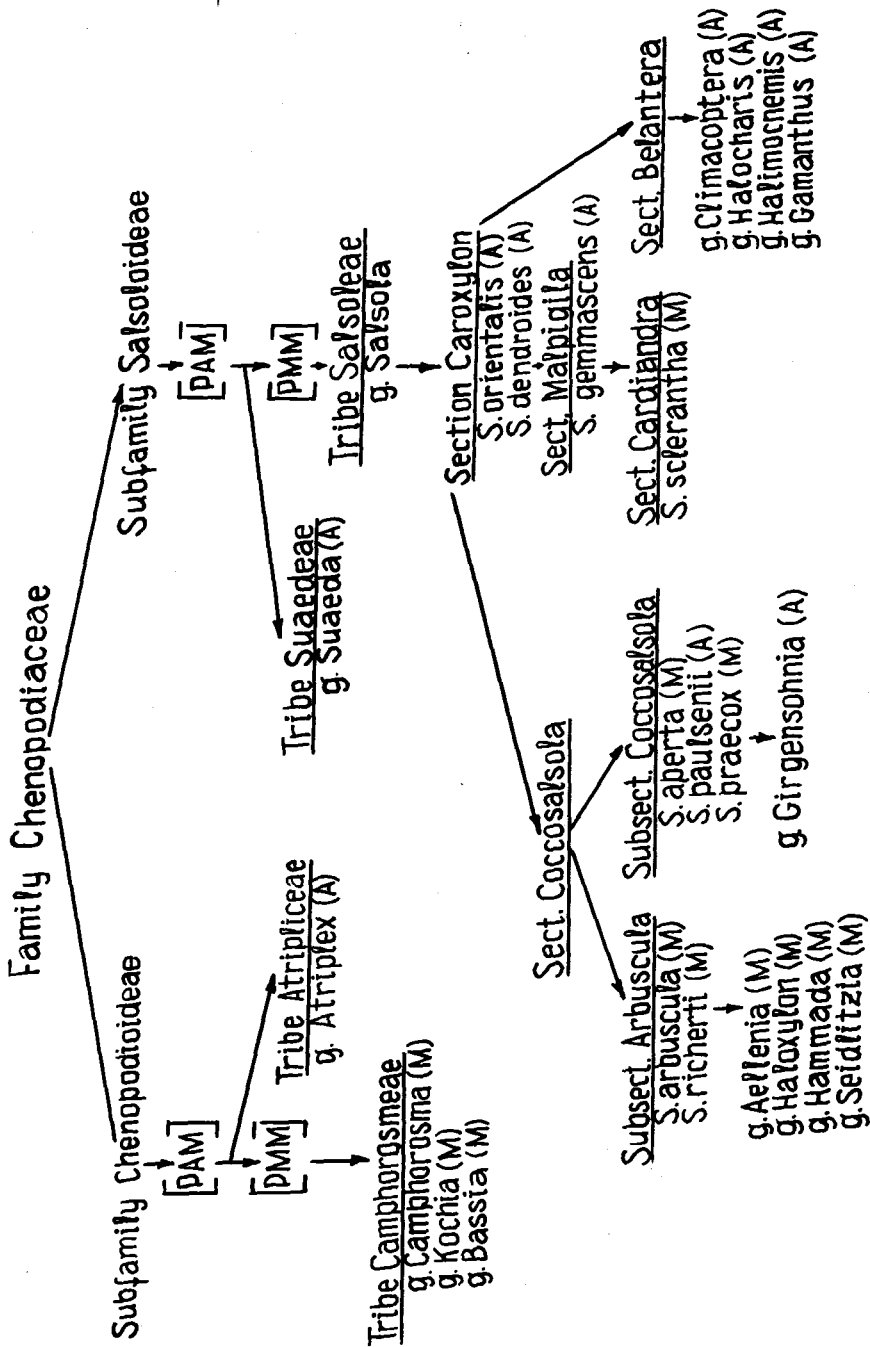 Family Chenopodiaceae
Subfamily Chenopodioideae
[PAM]
[PMM]
Tribe Atripliceae
g. Atriplex (A)
Tribe Camphorosmeae
g. Camphorosma (M)
g. Kochia (M)
g. Bassia (M)
Subfamily Salsoloideae
[PAM]
[PMM]
Tribe Suaedeae
g. Suaeda (A)
Tribe Salsoleae
g. Salsola
Section Caroxylon
S. orientalis (A)
S. dendroides (A)
Sect. Malpigila
S. gemmascens (A)
Sect. Coccosalsola
Subsect. Arbuscula
S. arbuscula (M)
S. richerti (M)
g. Aellenia (M)
g. Haloxylon (M)
g. Hammada (M)
g. Seidlitzia (M)
Subsect. Coccosalsola
S. aperta (M)
S. paulsenii (A)
S. praecox (M)
g Girgensohnia (A)
Sect. Cardiandra
S. sclerantha (M)
Sect. Belantera
g. Climacoptera (A)
g. Halocharis (A)
g. Halimocnemis (A)
g. Gamanthus (A)